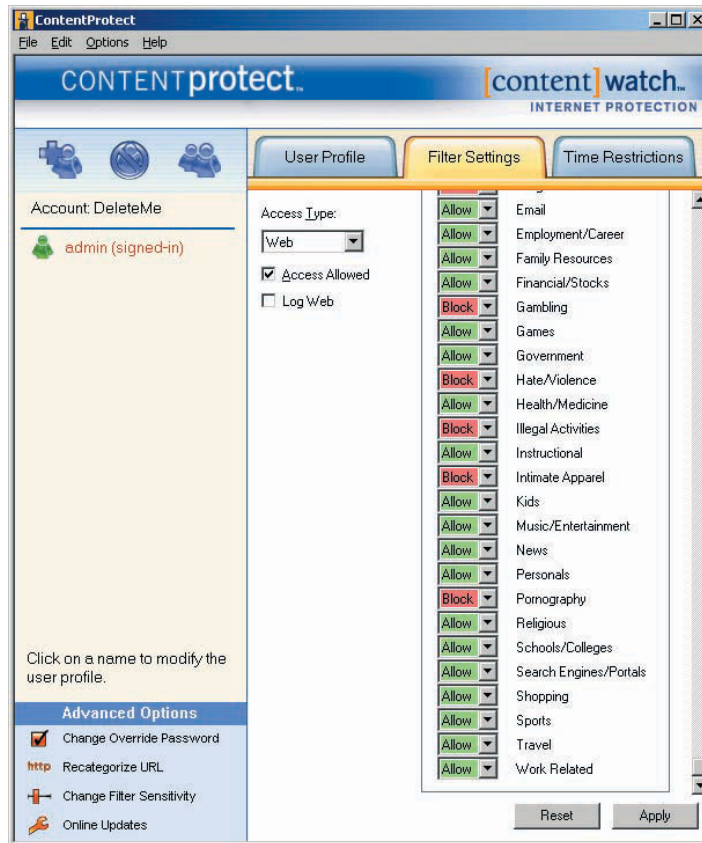 ContentProtect
File Edit Options Help
CONTENTprotect™
[content]watch™
INTERNET PROTECTION
User Profile
Filter Settings
Time Restrictions
Account: DeleteMe
admin (signed-in)
Click on a name to modify the
user profile.
Advanced Options
Change Override Password
http Recategorize URL
Change Filter Sensitivity
Online Updates
Access Type:
Web
Access Allowed
Log Web
Allow Email
Allow Employment/Career
Allow Family Resources
Allow Financial/Stocks
Block Gambling
Allow Games
Allow Government
Block Hate/Violence
Allow Health/Medicine
Block Illegal Activities
Allow Instructional
Block Intimate Apparel
Allow Kids
Allow Music/Entertainment
Allow News
Allow Personals
Block Pornography
Allow Religious
Allow Schools/Colleges
Allow Search Engines/Portals
Allow Shopping
Allow Sports
Allow Travel
Allow Work Related
Reset Apply